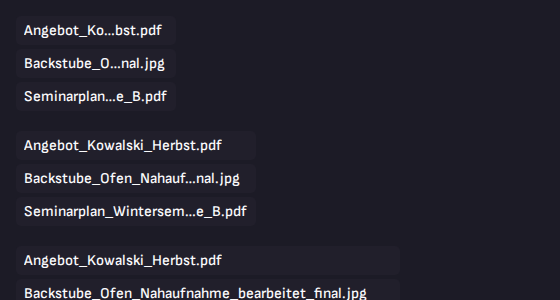 Angebot_Ko...bst.pdf
Backstube_O...nal.jpg
Seminarplan...e_B.pdf
Angebot_Kowalski_Herbst.pdf
Backstube_Ofen_Nahauf...nal.jpg
Seminarplan_Wintersem...e_B.pdf
Angebot_Kowalski_Herbst.pdf
Backstube_Ofen_Nahaufnahme_bearbeitet_final.jpg